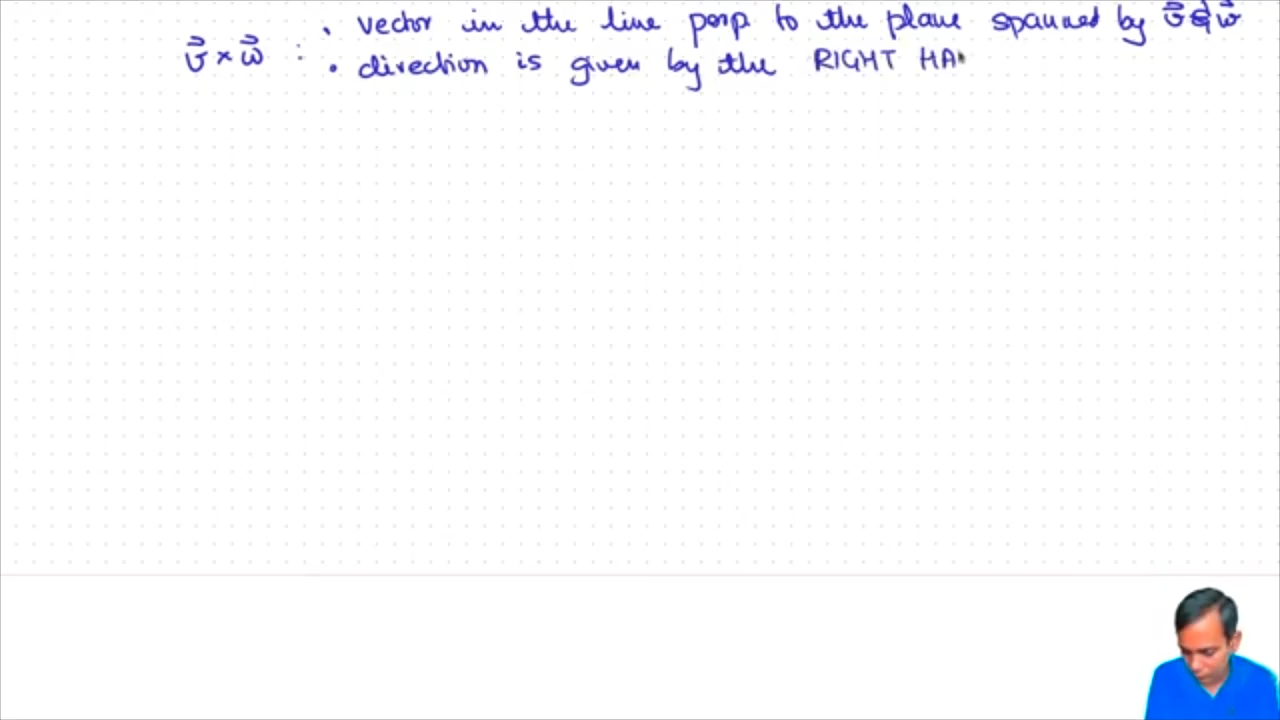 • vector in the line perp to the plane spanned by v⃗ & w⃗
v⃗ × w⃗ :
• direction is given by the RIGHT HA